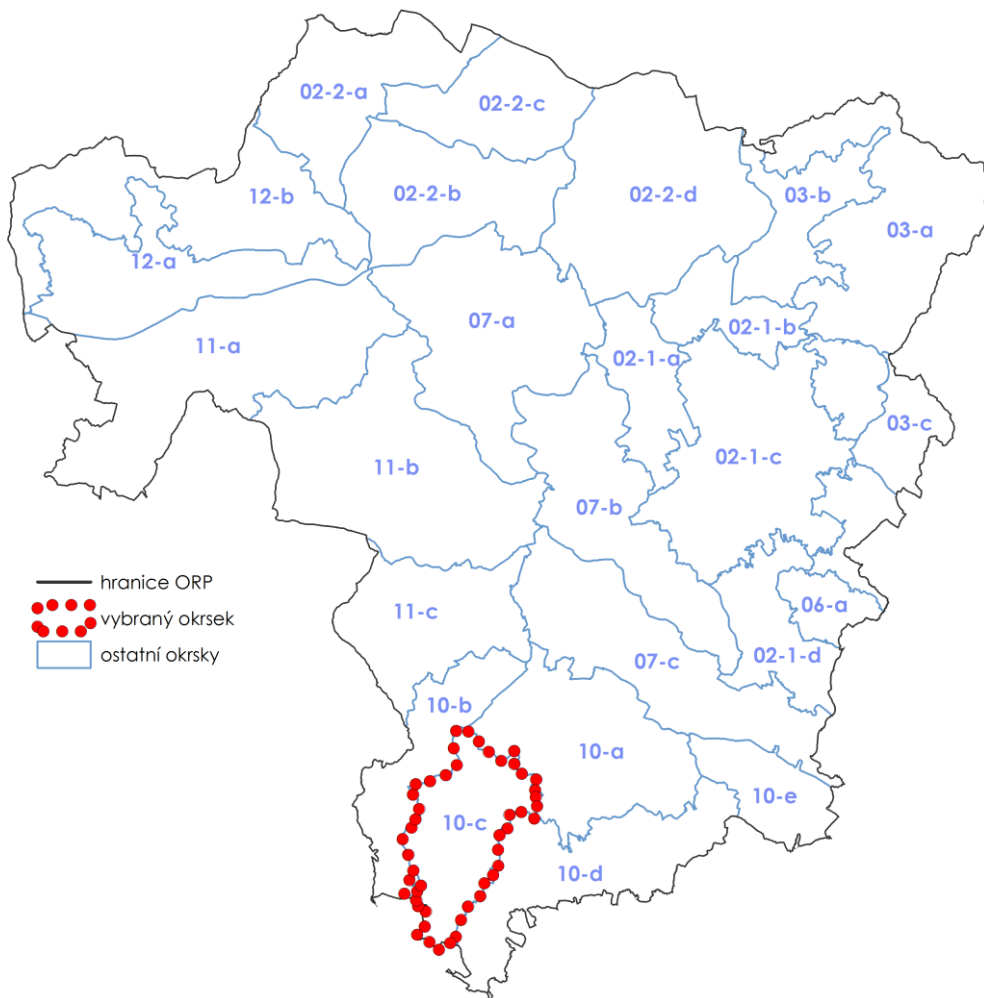 02-2-a
02-2-c
12-b
02-2-b
02-2-d
03-b
03-a
12-a
07-a
11-a
02-1-a
02-1-b
03-c
11-b
02-1-c
07-b
hranice ORP
vybraný okrsek
ostatní okrsky
11-c
06-a
07-c
02-1-d
10-b
10-a
10-e
10-c
10-d